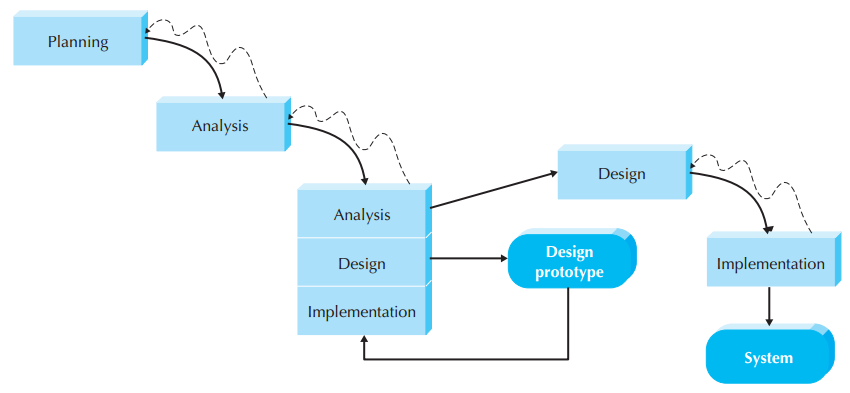 Planning
Analysis
Analysis
Design
Implementation
Design
prototype
Design
Implementation
System